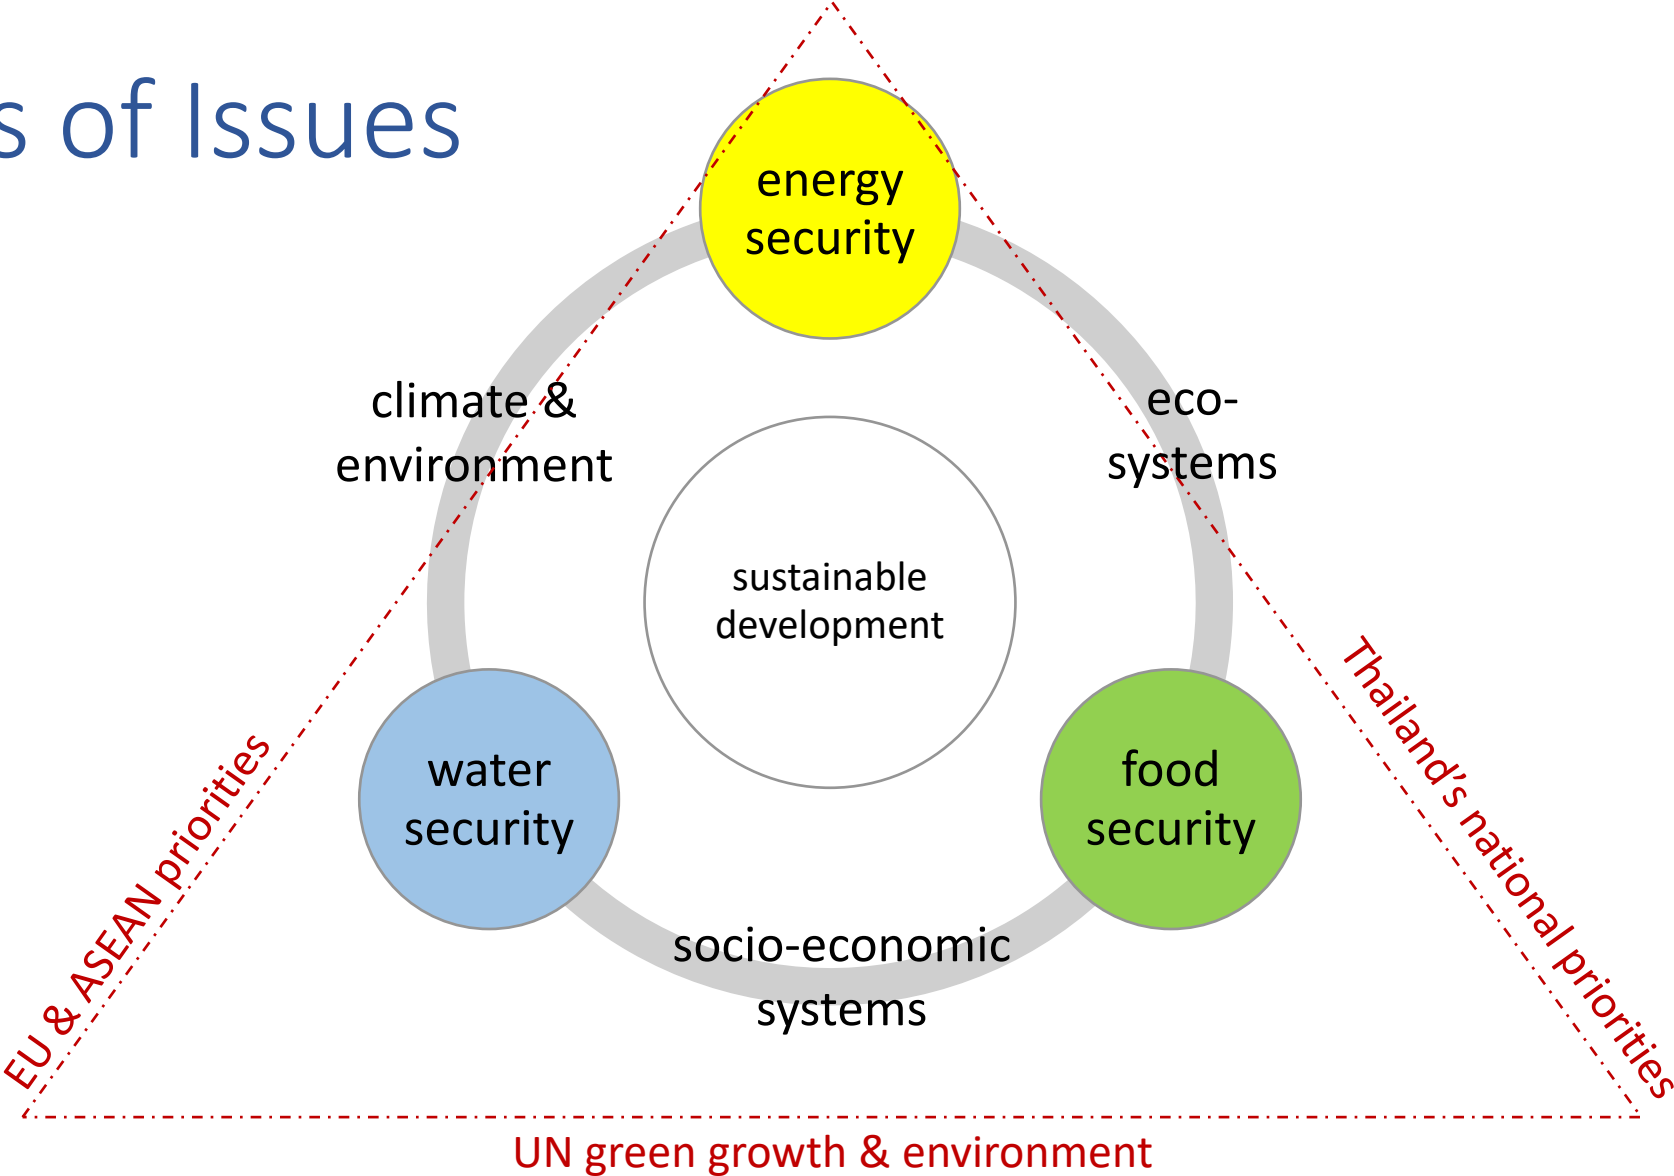 s of Issues
energy
security
climate &
environment
eco-
systems
sustainable
development
water
security
food
security
socio-economic
systems
EU & ASEAN priorities
Thailand’s national priorities
UN green growth & environment